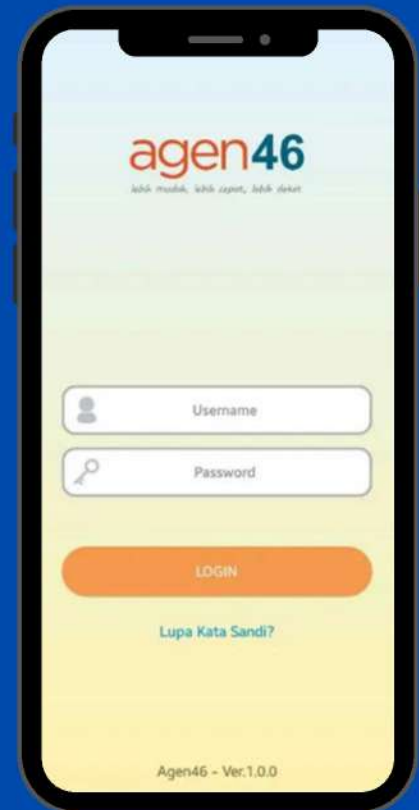 agen46
lebih mudah, lebih cepat, lebih dekat
Username
Password
LOGIN
Lupa Kata Sandi?
Agen46 - Ver.1.0.0